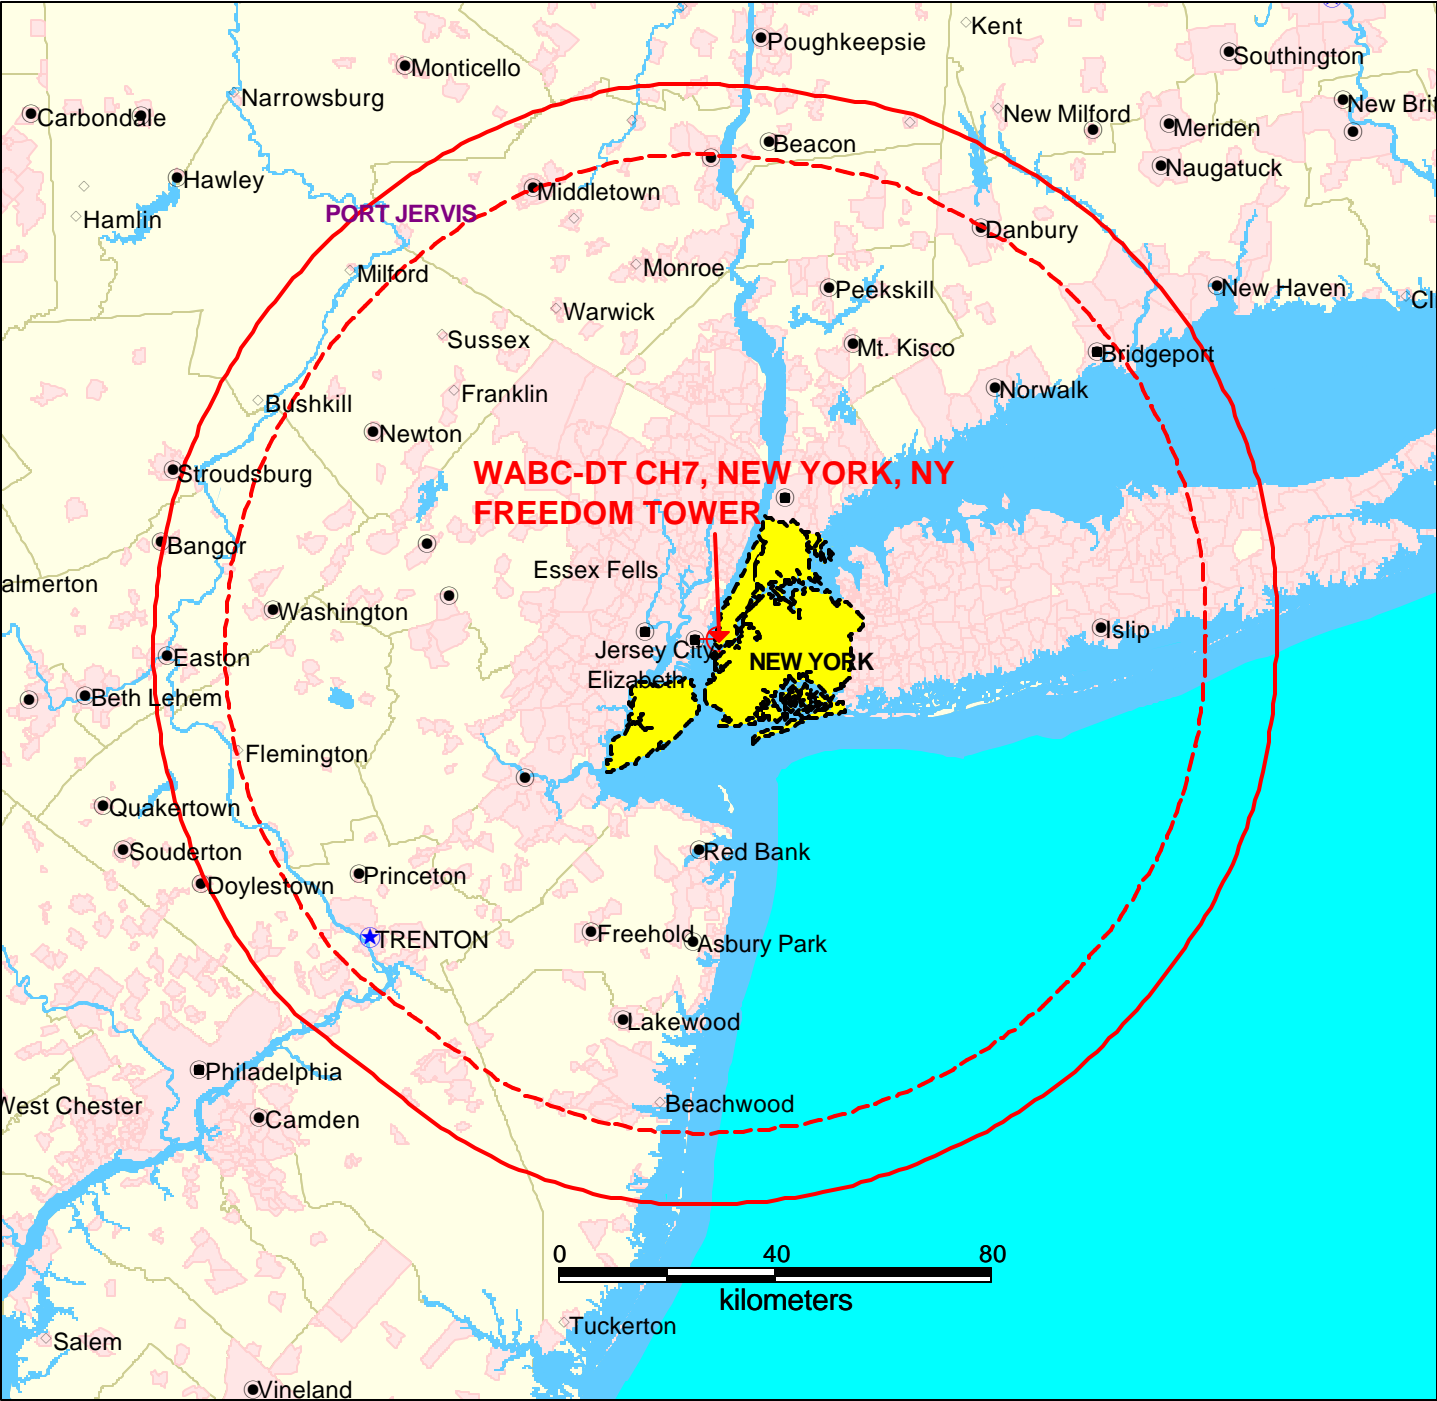 Kent
Poughkeepsie
Southington
Monticello
Narrowsburg
New Brit
Carbondale
New Milford
Meriden
Beacon
Naugatuck
Hawley
Middletown
PORT JERVIS
Hamlin
Danbury
Monroe
Milford
Peekskill
New Haven
Cl
Warwick
Sussex
Mt. Kisco
Bridgeport
Franklin
Norwalk
Bushkill
Newton
Stroudsburg
WABC-DT CH7, NEW YORK, NY
FREEDOM TOWER
Bangor
Essex Fells
almerton
Washington
Islip
Easton
Jersey City
NEW YORK
Elizabeth
Beth Lehem
Flemington
Quakertown
Souderton
Red Bank
Princeton
Doylestown
Freehold
TRENTON
Asbury Park
Lakewood
Philadelphia
West Chester
Beachwood
Camden
0 40 80
kilometers
Tuckerton
Salem
Vineland